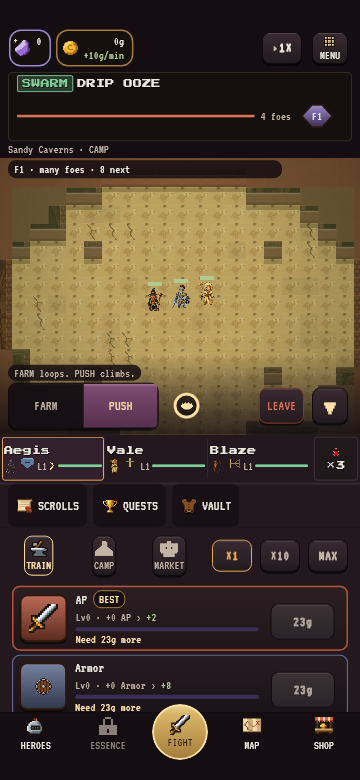 0
0g
+10g/min
▸1X
MENU
SWARM DRIP OOZE
4 foes
F1
Sandy Caverns · CAMP
F1 · many foes · 8 next
FARM loops. PUSH climbs.
FARM
PUSH
LEAVE
Aegis
L1
Vale
L1
Blaze
L1
×3
SCROLLS
QUESTS
VAULT
TRAIN
CAMP
MARKET
X1
X10
MAX
AP BEST
Lv0 · +0 AP > +2
Need 23g more
23g
Armor
Lv0 · +0 Armor > +8
Need 23g more
23g
HEROES
ESSENCE
FIGHT
MAP
SHOP